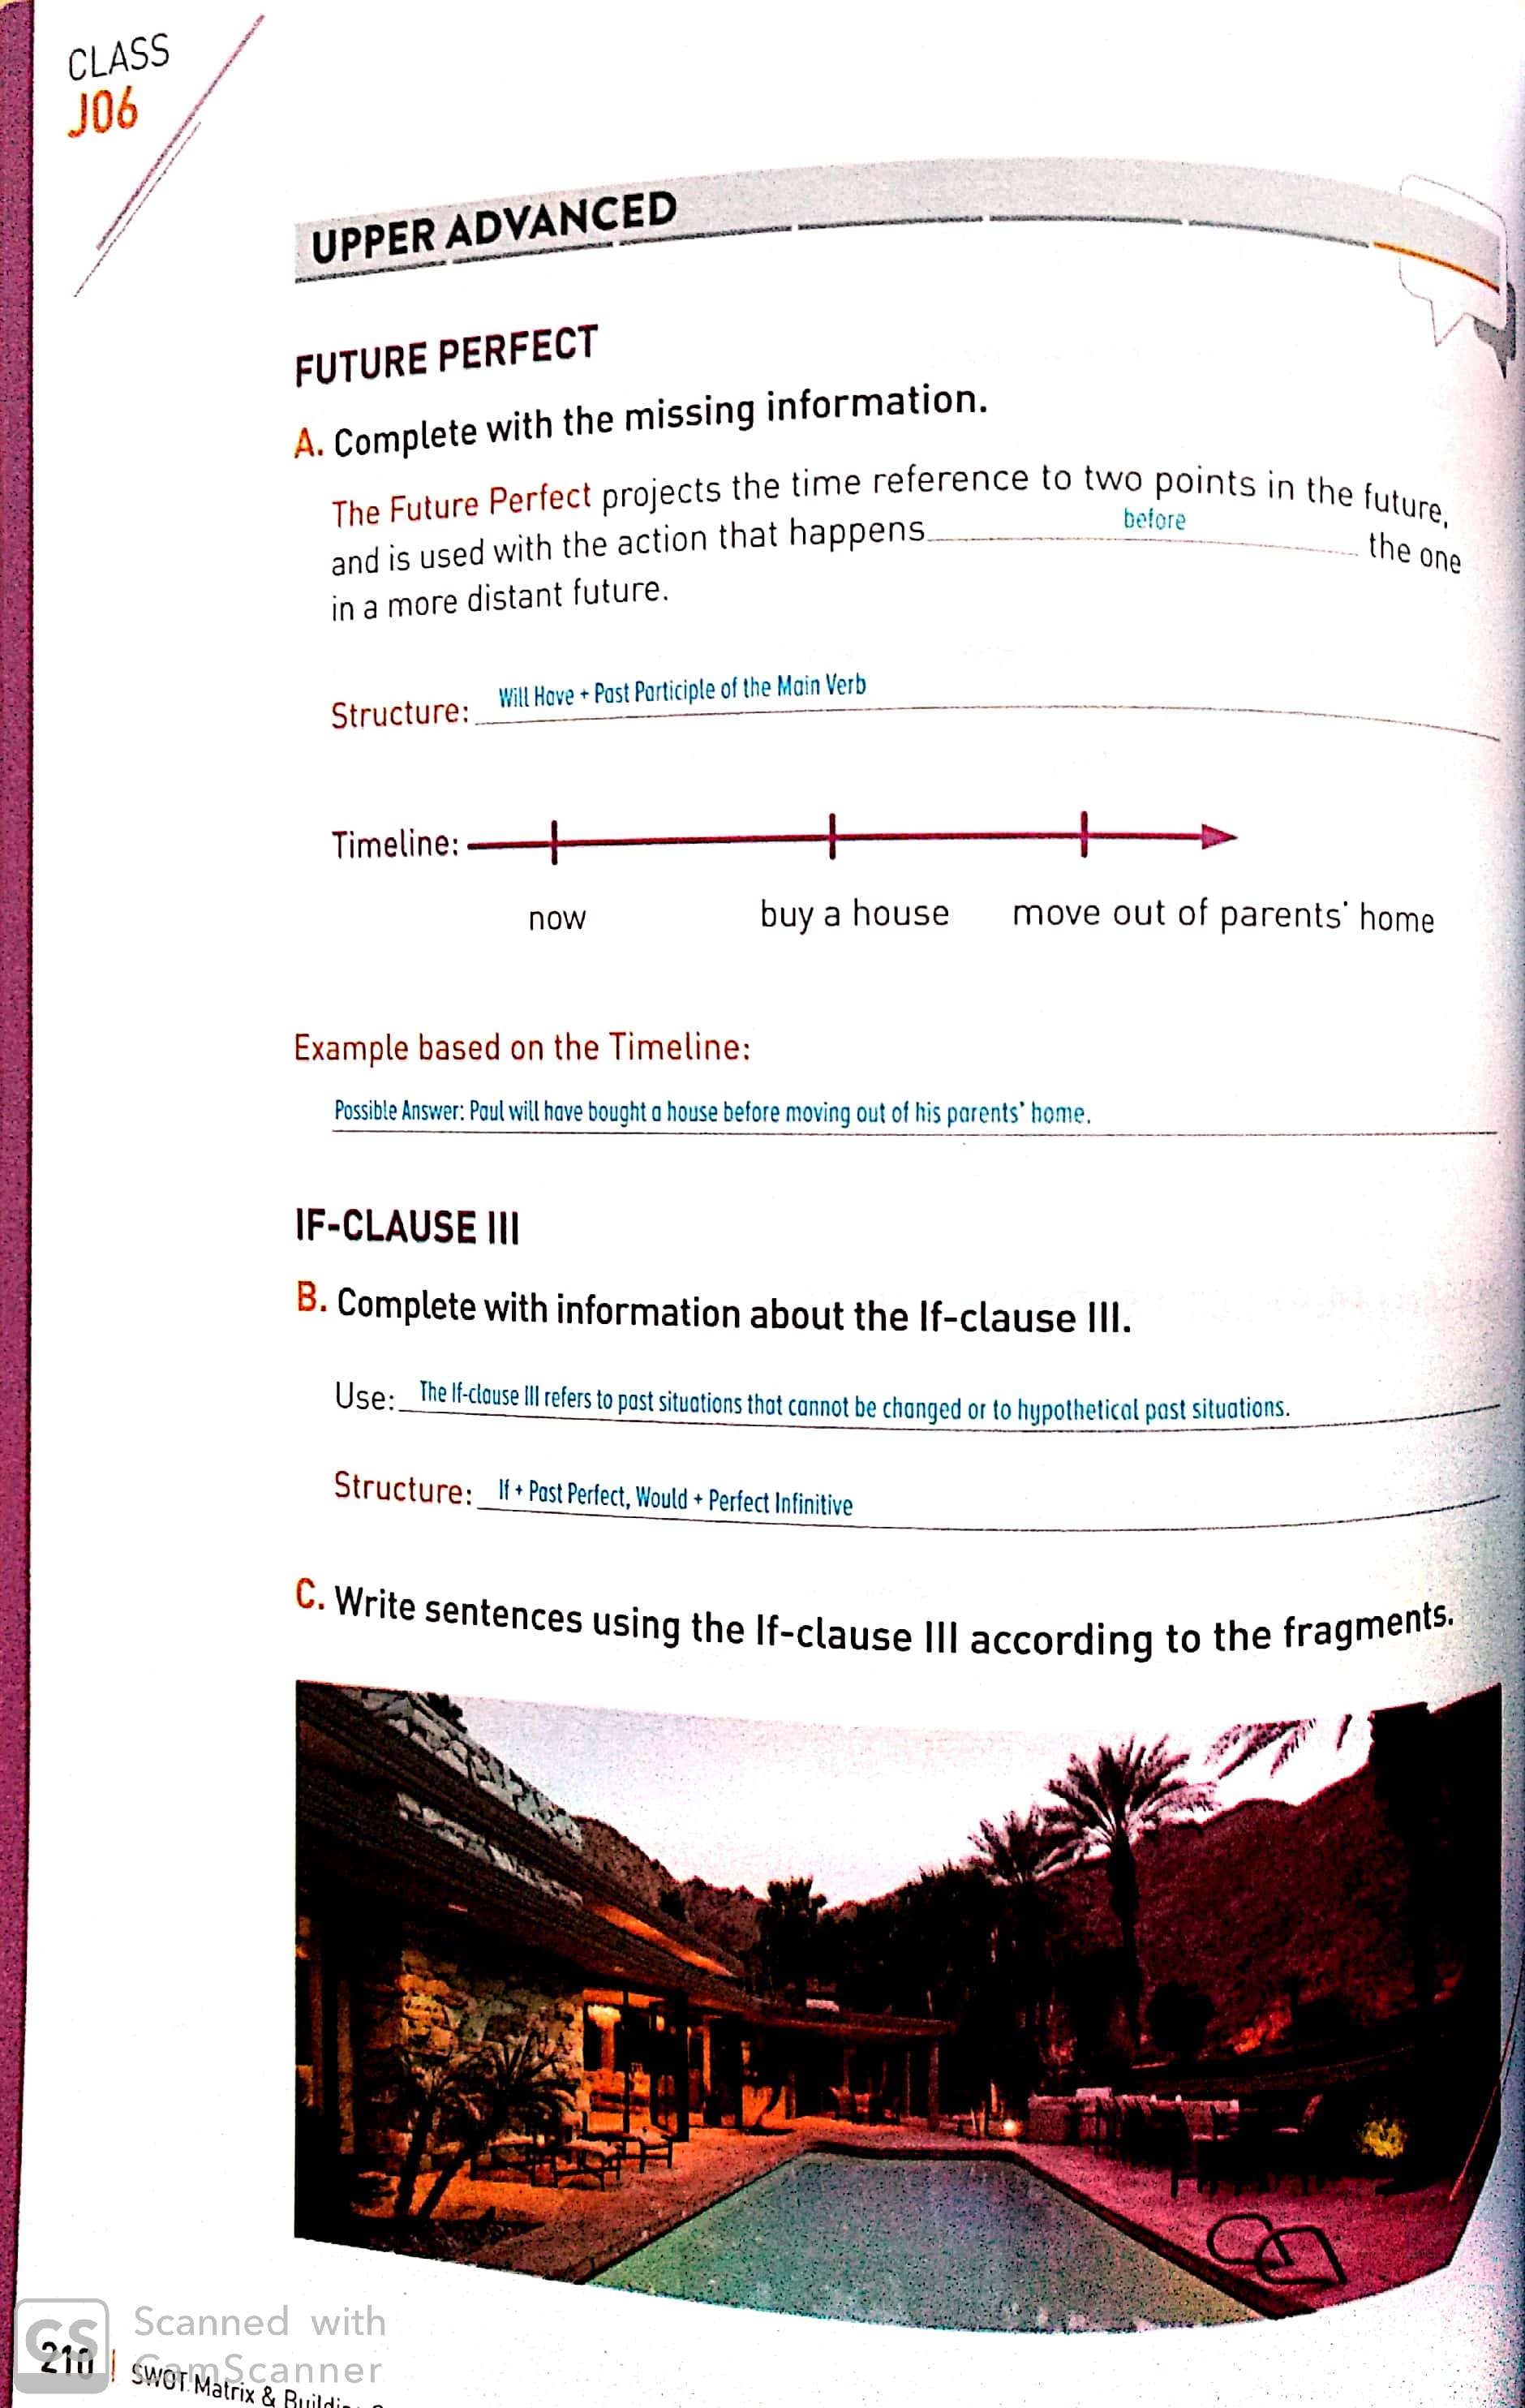 CLASS
J06
UPPER ADVANCED
FUTURE PERFECT
A. Complete with the missing information.
The Future Perfect projects the time reference to two points in the future,
and is used with the action that happens before the one
in a more distant future.
Structure: Will Have + Past Participle of the Main Verb
Timeline:
now buy a house move out of parents' home
Example based on the Timeline:
Possible Answer: Paul will have bought a house before moving out of his parents' home.
IF-CLAUSE III
B. Complete with information about the If-clause III.
Use: The If-clause III refers to past situations that cannot be changed or to hypothetical past situations.
Structure: If + Past Perfect, Would + Perfect Infinitive
C. Write sentences using the If-clause III according to the fragments.
CS Scanned with
CamScanner
SWOT Matrix &